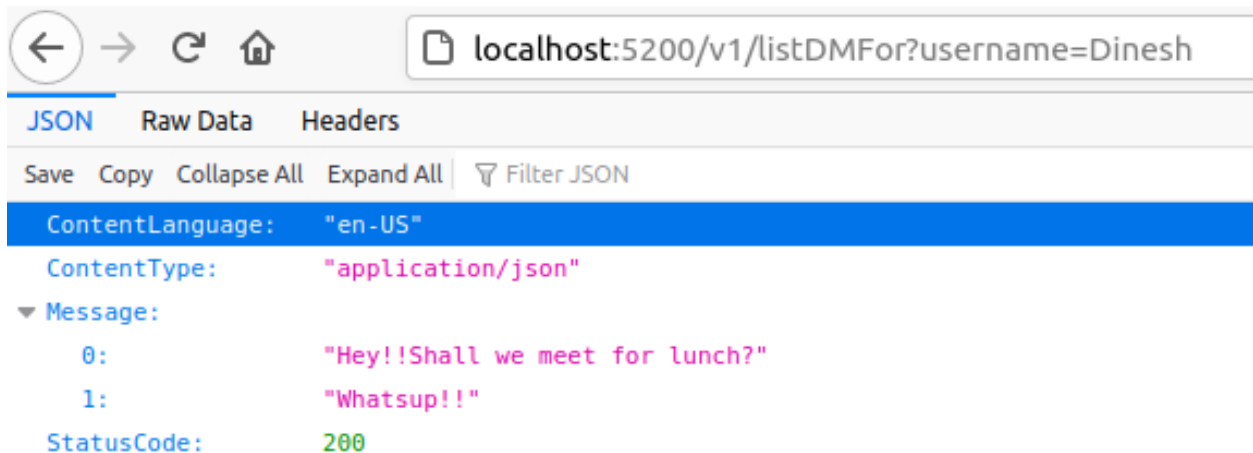 localhost:5200/v1/listDMFor?username=Dinesh
JSON Raw Data Headers
Save Copy Collapse All Expand All Filter JSON
ContentLanguage: "en-US"
ContentType: "application/json"
Message:
0: "Hey!!Shall we meet for lunch?"
1: "Whatsup!!"
StatusCode: 200